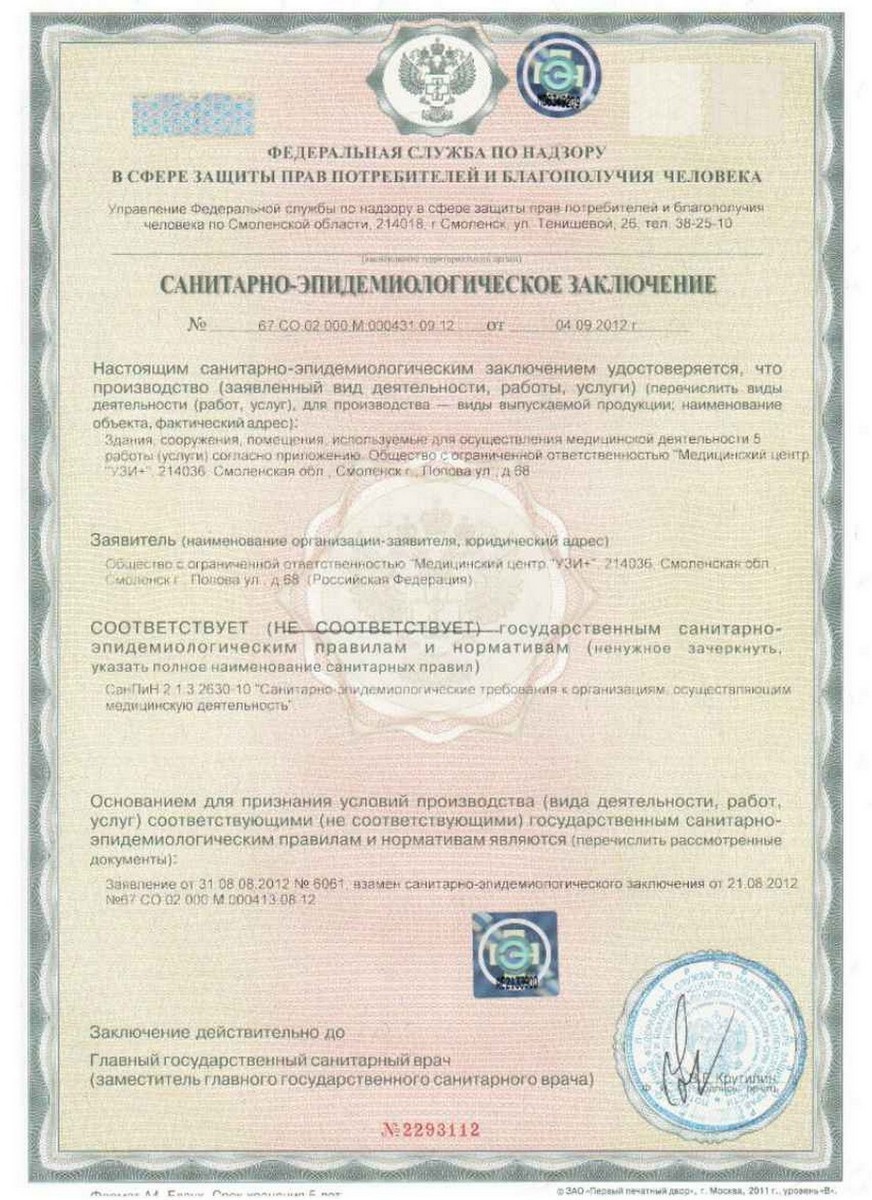 ФЕДЕРАЛЬНАЯ СЛУЖБА ПО НАДЗОРУ
В СФЕРЕ ЗАЩИТЫ ПРАВ ПОТРЕБИТЕЛЕЙ И БЛАГОПОЛУЧИЯ ЧЕЛОВЕКА
Управление Федеральной службы по надзору в сфере защиты прав потребителей и благополучия
человека по Смоленской области, 214018, г Смоленск, ул. Тенишевой, 26, тел. 38-25-10
(наименование территориального органа)
САНИТАРНО-ЭПИДЕМИОЛОГИЧЕСКОЕ ЗАКЛЮЧЕНИЕ
№ 67 СО 02 000 М 000431 09 12 от 04 09 2012 г
Настоящим санитарно-эпидемиологическим заключением удостоверяется, что
производство (заявленный вид деятельности, работы, услуги) (перечислить виды
деятельности (работ, услуг), для производства — виды выпускаемой продукции; наименование
объекта, фактический адрес):
Здания, сооружения, помещения, используемые для осуществления медицинской деятельности 5
работы (услуги) согласно приложению. Общество с ограниченной ответственностью "Медицинский центр
"УЗИ+", 214036, Смоленская обл , Смоленск г , Попова ул , д 68
Заявитель (наименование организации-заявителя, юридический адрес)
Общество с ограниченной ответственностью "Медицинский центр "УЗИ+", 214036, Смоленская обл ,
Смоленск г , Попова ул , д 68 (Российская Федерация)
СООТВЕТСТВУЕТ (НЕ СООТВЕТСТВУЕТ) государственным санитарно-
эпидемиологическим правилам и нормативам (ненужное зачеркнуть,
указать полное наименование санитарных правил)
СанПиН 2 1.3.2630-10 "Санитарно-эпидемиологические требования к организациям, осуществляющим
медицинскую деятельность".
Основанием для признания условий производства (вида деятельности, работ,
услуг) соответствующими (не соответствующими) государственным санитарно-
эпидемиологическим правилам и нормативам являются (перечислить рассмотренные
документы):
Заявление от 31 08.08.2012 № 6061, взамен санитарно-эпидемиологического заключения от 21.08 2012
№67 СО 02 000 М 000413 08 12
Заключение действительно до
Главный государственный санитарный врач
(заместитель главного государственного санитарного врача)
Кругилин
№2293112
Формат А4. Бланк. Срок хранения 5 лет.
© ЗАО «Первый печатный двор», г. Москва, 2011 г., уровень «В».